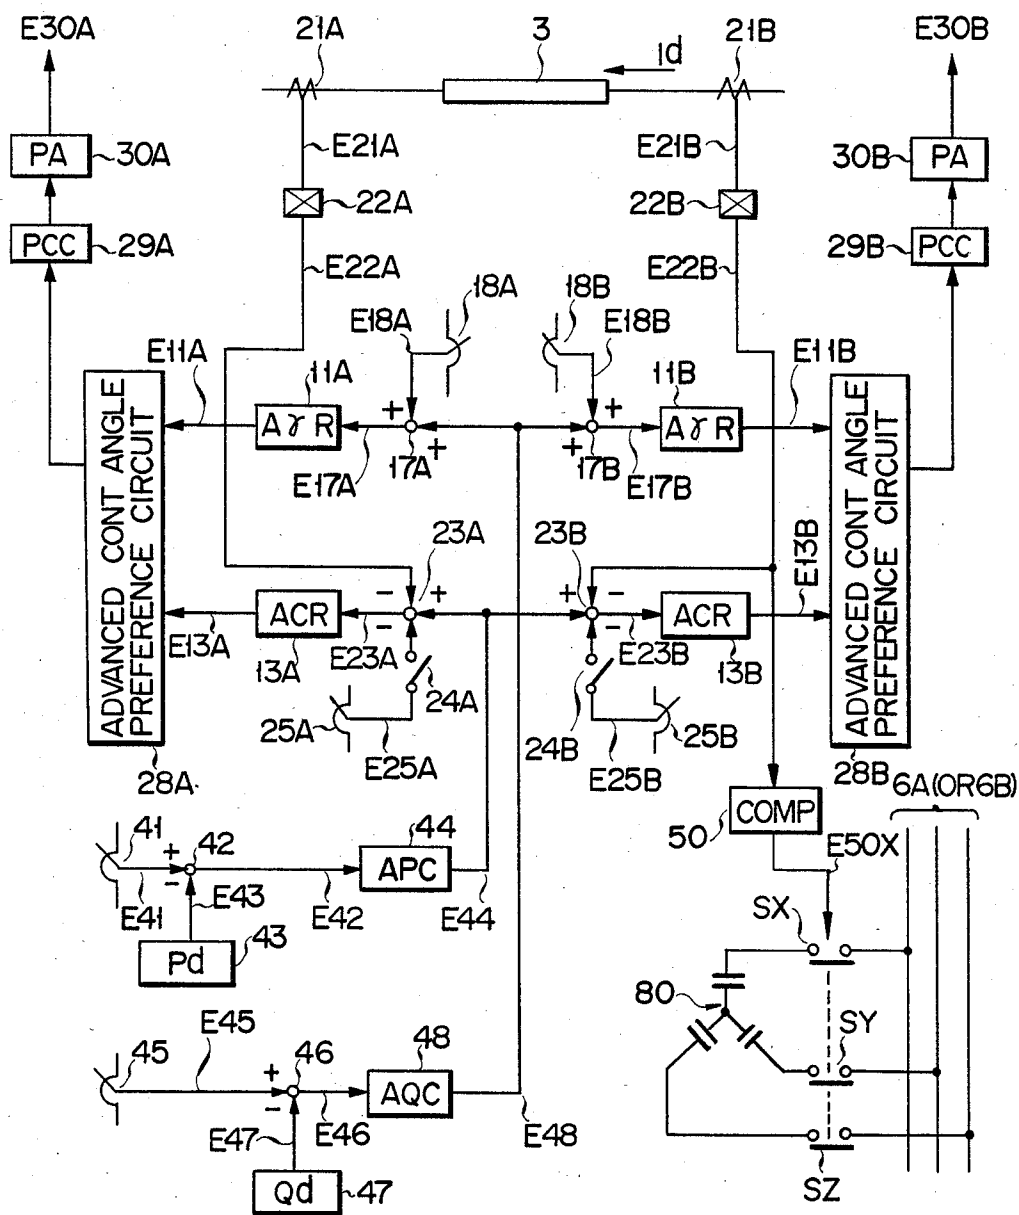 E30A
21A
3
Id
21B
E30B
PA
30A
E21A
E21B
30B
PA
22A
22B
PCC
29A
29B
PCC
E22A
E22B
18A
18B
E18A
E18B
E11A
11A
11B
E11B
AγR
+
+
AγR
17A
+
+
17B
E17A
E17B
ADVANCED CONT ANGLE
PREFERENCE CIRCUIT
ADVANCED CONT ANGLE
PREFERENCE CIRCUIT
23A
23B
E13B
-
+
+
-
ACR
-
-
ACR
E13A
E23A
E23B
13A
24A
13B
25A
24B
25B
E25A
E25B
28A
28B
6A(OR6B)
COMP
50
E50X
41
+
42
44
APC
-
E41
E43
E42
E44
43
Pd
SX
80
SY
E45
45
+
46
48
AQC
-
E47
E46
E48
Qd
47
SZ